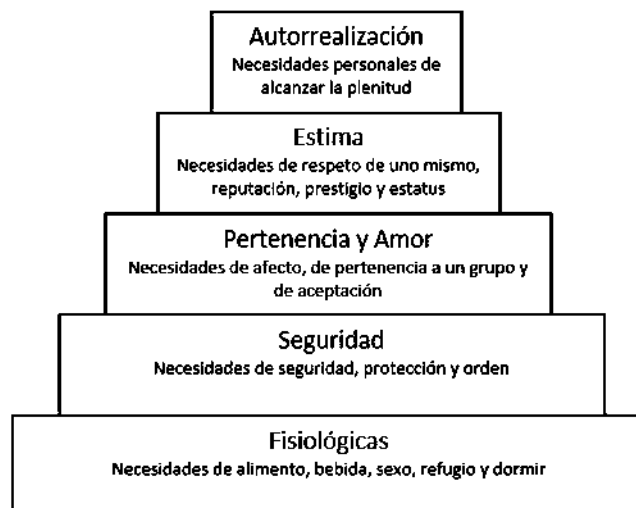 Autorrealización
Necesidades personales de
alcanzar la plenitud
Estima
Necesidades de respeto de uno mismo,
reputación, prestigio y estatus
Pertenencia y Amor
Necesidades de afecto, de pertenencia a un grupo y
de aceptación
Seguridad
Necesidades de seguridad, protección y orden
Fisiológicas
Necesidades de alimento, bebida, sexo, refugio y dormir